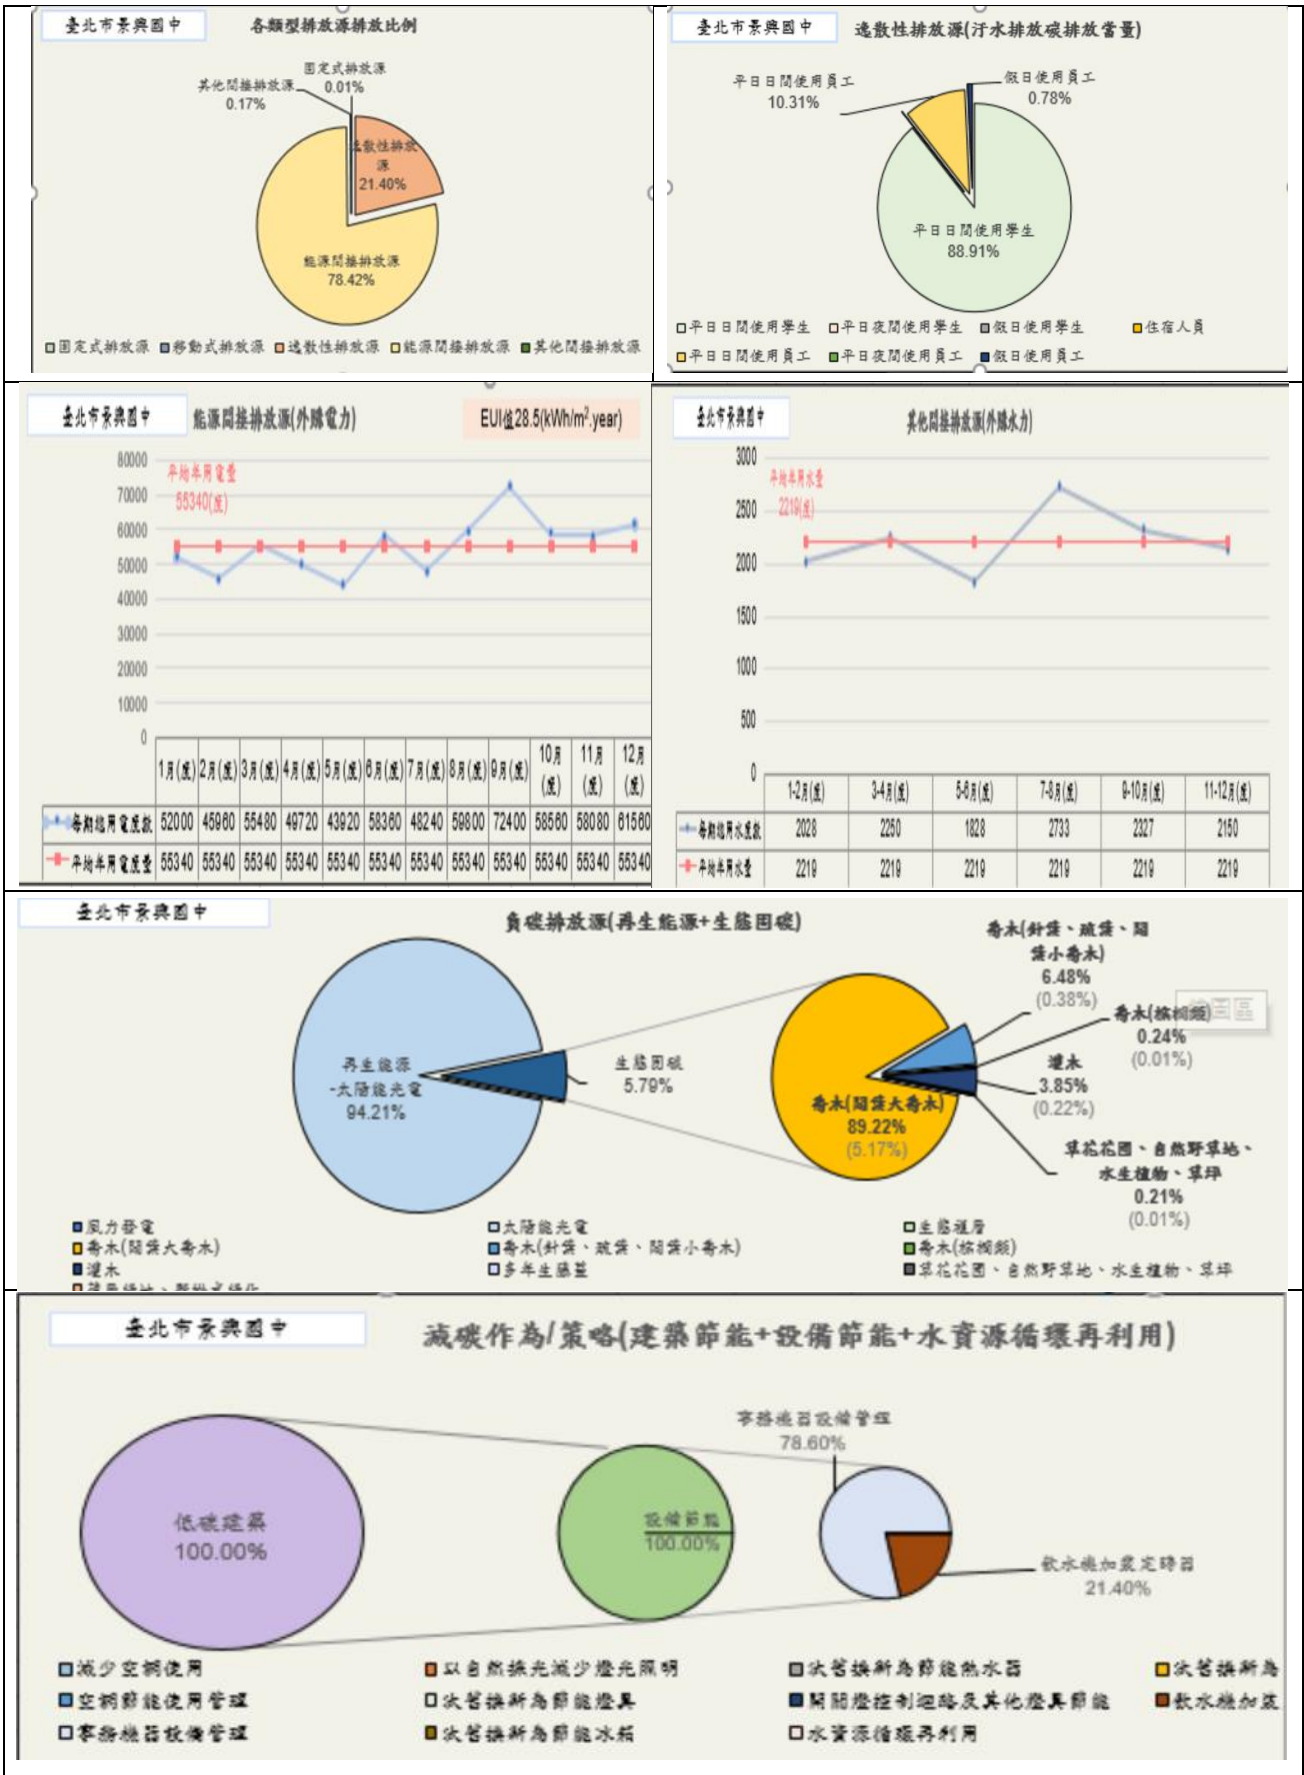 臺北市景興國中
各類型排放源排放比例
固定式排放源
0.01%
其他間接排放源
0.17%
逸散性排放
源
21.40%
能源間接排放源
78.42%
固定式排放源 移動式排放源 逸散性排放源 能源間接排放源 其他間接排放源
臺北市景興國中
逸散性排放源(汙水排放碳排放當量)
平日日間使用員工
10.31%
假日使用員工
0.78%
平日日間使用學生
88.91%
平日日間使用學生 平日夜間使用學生 假日使用學生 住宿人員
平日日間使用員工 平日夜間使用員工 假日使用員工
臺北市景興國中
能源間接排放源(外購電力)
EUI值28.5(kWh/m².year)
平均年用電量
55340(度)
80000
70000
60000
50000
40000
30000
20000
10000
0
1月(度) 2月(度) 3月(度) 4月(度) 5月(度) 6月(度) 7月(度) 8月(度) 9月(度) 10月(度) 11月(度) 12月(度)
每期總用電度數 52000 45960 55480 49720 43920 58360 48240 59800 72400 58560 58080 61560
平均年用電度量 55340 55340 55340 55340 55340 55340 55340 55340 55340 55340 55340 55340
臺北市景興國中
其他間接排放源(外購水力)
平均年用水量
2219(度)
3000
2500
2000
1500
1000
500
0
1-2月(度) 3-4月(度) 5-6月(度) 7-8月(度) 9-10月(度) 11-12月(度)
每期總用水度數 2028 2250 1828 2733 2327 2150
平均年用水量 2219 2219 2219 2219 2219 2219
臺北市景興國中
負碳排放源(再生能源+生態固碳)
再生能源
-太陽能光電
94.21%
生態固碳
5.79%
喬木(闊葉大喬木)
89.22%
(5.17%)
喬木(針葉、疏葉、闊
葉小喬木)
6.48%
(0.38%)
喬木(棕櫚類)
0.24%
(0.01%)
灌木
3.85%
(0.22%)
草花花園、自然野草地、
水生植物、草坪
0.21%
(0.01%)
風力發電 太陽能光電 生態複層
喬木(闊葉大喬木) 喬木(針葉、疏葉、闊葉小喬木) 喬木(棕櫚類)
灌木 多年生蔓藤 草花花園、自然野草地、水生植物、草坪
臺北市景興國中
減碳作為/策略(建築節能+設備節能+水資源循環再利用)
低碳建築
100.00%
設備節能
100.00%
事務機器設備管理
78.60%
飲水機加裝定時器
21.40%
減少空調使用 以自然採光減少燈光照明 汰舊換新為節能熱水器 汰舊換新為
空調節能使用管理 汰舊換新為節能燈具 開關燈控制迴路及其他燈具節能 飲水機加裝
事務機器設備管理 汰舊換新為節能冰箱 水資源循環再利用